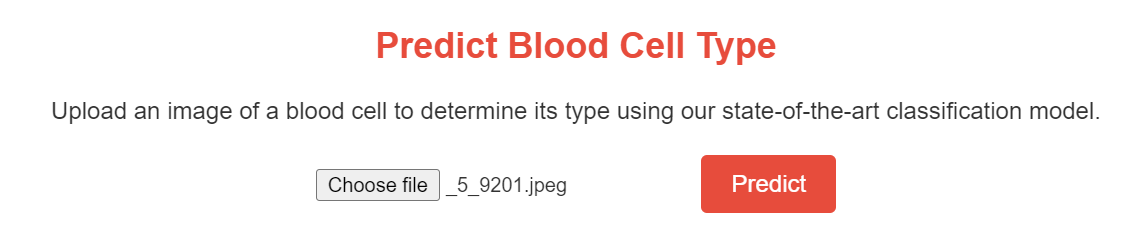 Predict Blood Cell Type
Upload an image of a blood cell to determine its type using our state-of-the-art classification model.
Choose file _5_9201.jpeg Predict